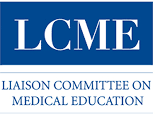 LCME
LIAISON COMMITTEE ON
MEDICAL EDUCATION